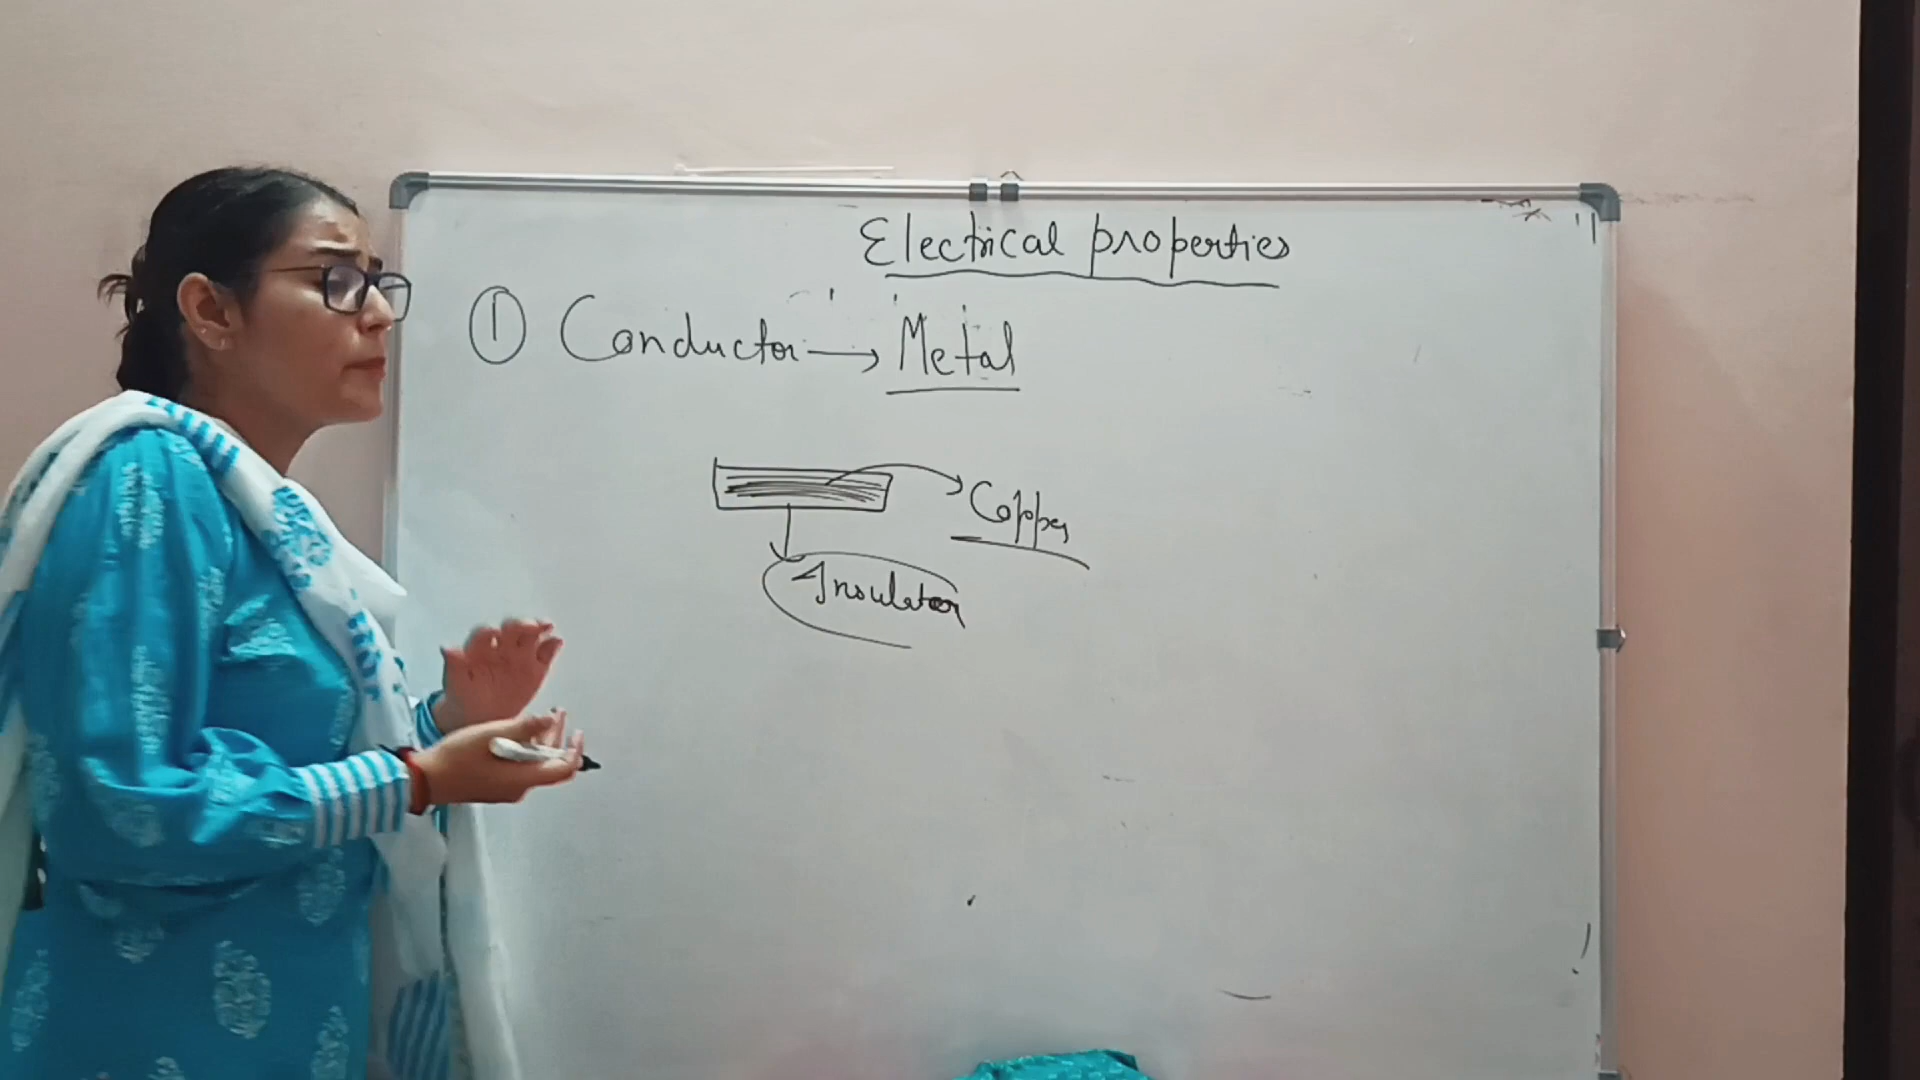 Electrical properties
① Conductor → Metal
Copper
Insulator